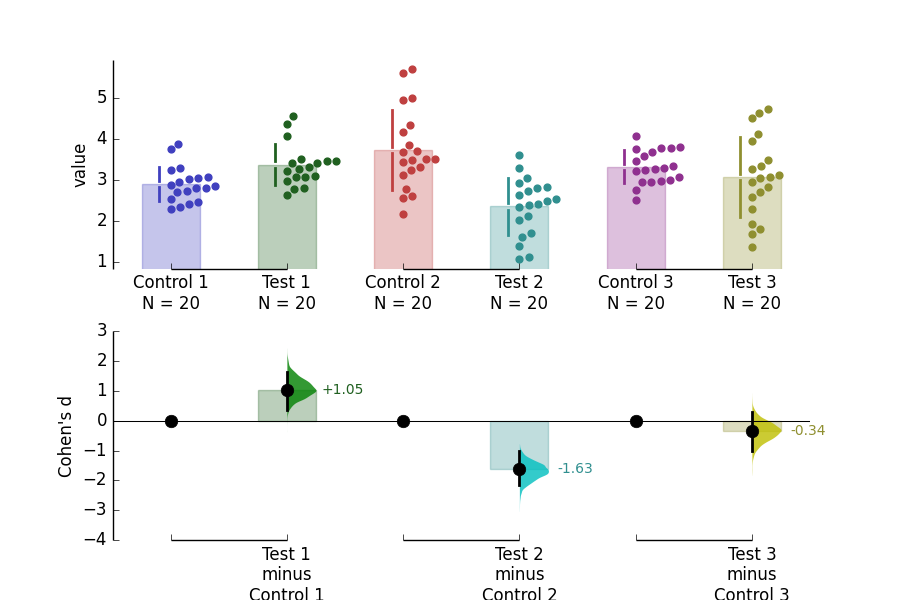 value
5
4
3
2
1
Control 1
N = 20
Test 1
N = 20
Control 2
N = 20
Test 2
N = 20
Control 3
N = 20
Test 3
N = 20
Cohen's d
3
2
1
0
−1
−2
−3
−4
+1.05
-1.63
-0.34
Test 1
minus
Control 1
Test 2
minus
Control 2
Test 3
minus
Control 3